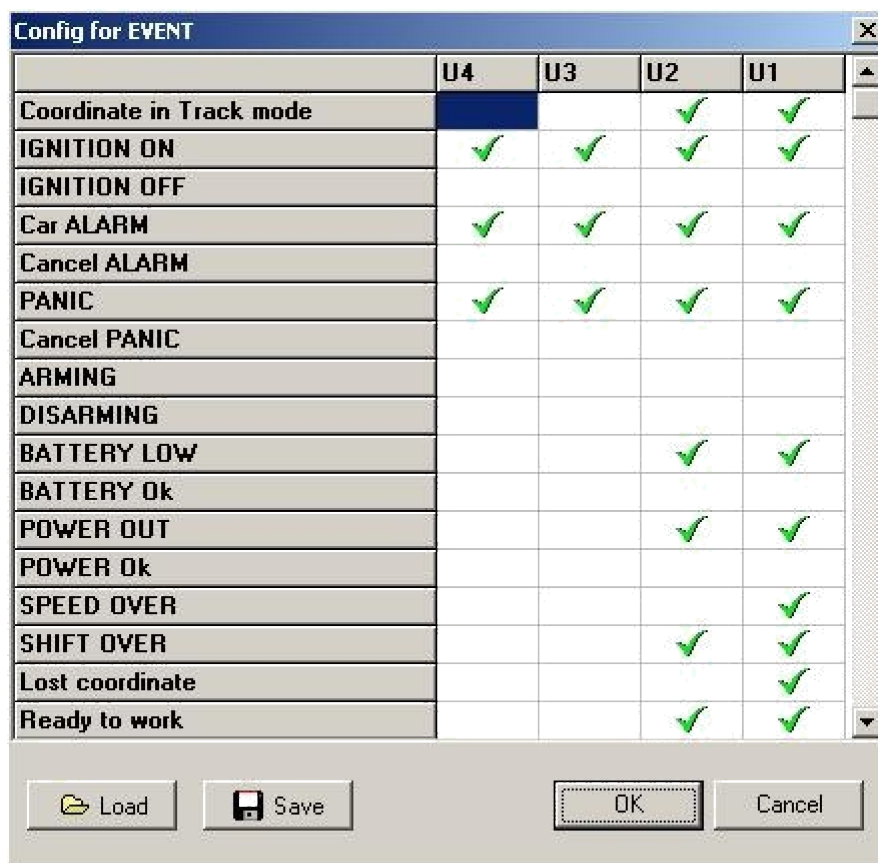 Config for EVENT
U4 U3 U2 U1
Coordinate in Track mode
IGNITION ON
IGNITION OFF
Car ALARM
Cancel ALARM
PANIC
Cancel PANIC
ARMING
DISARMING
BATTERY LOW
BATTERY Ok
POWER OUT
POWER Ok
SPEED OVER
SHIFT OVER
Lost coordinate
Ready to work
Load Save OK Cancel